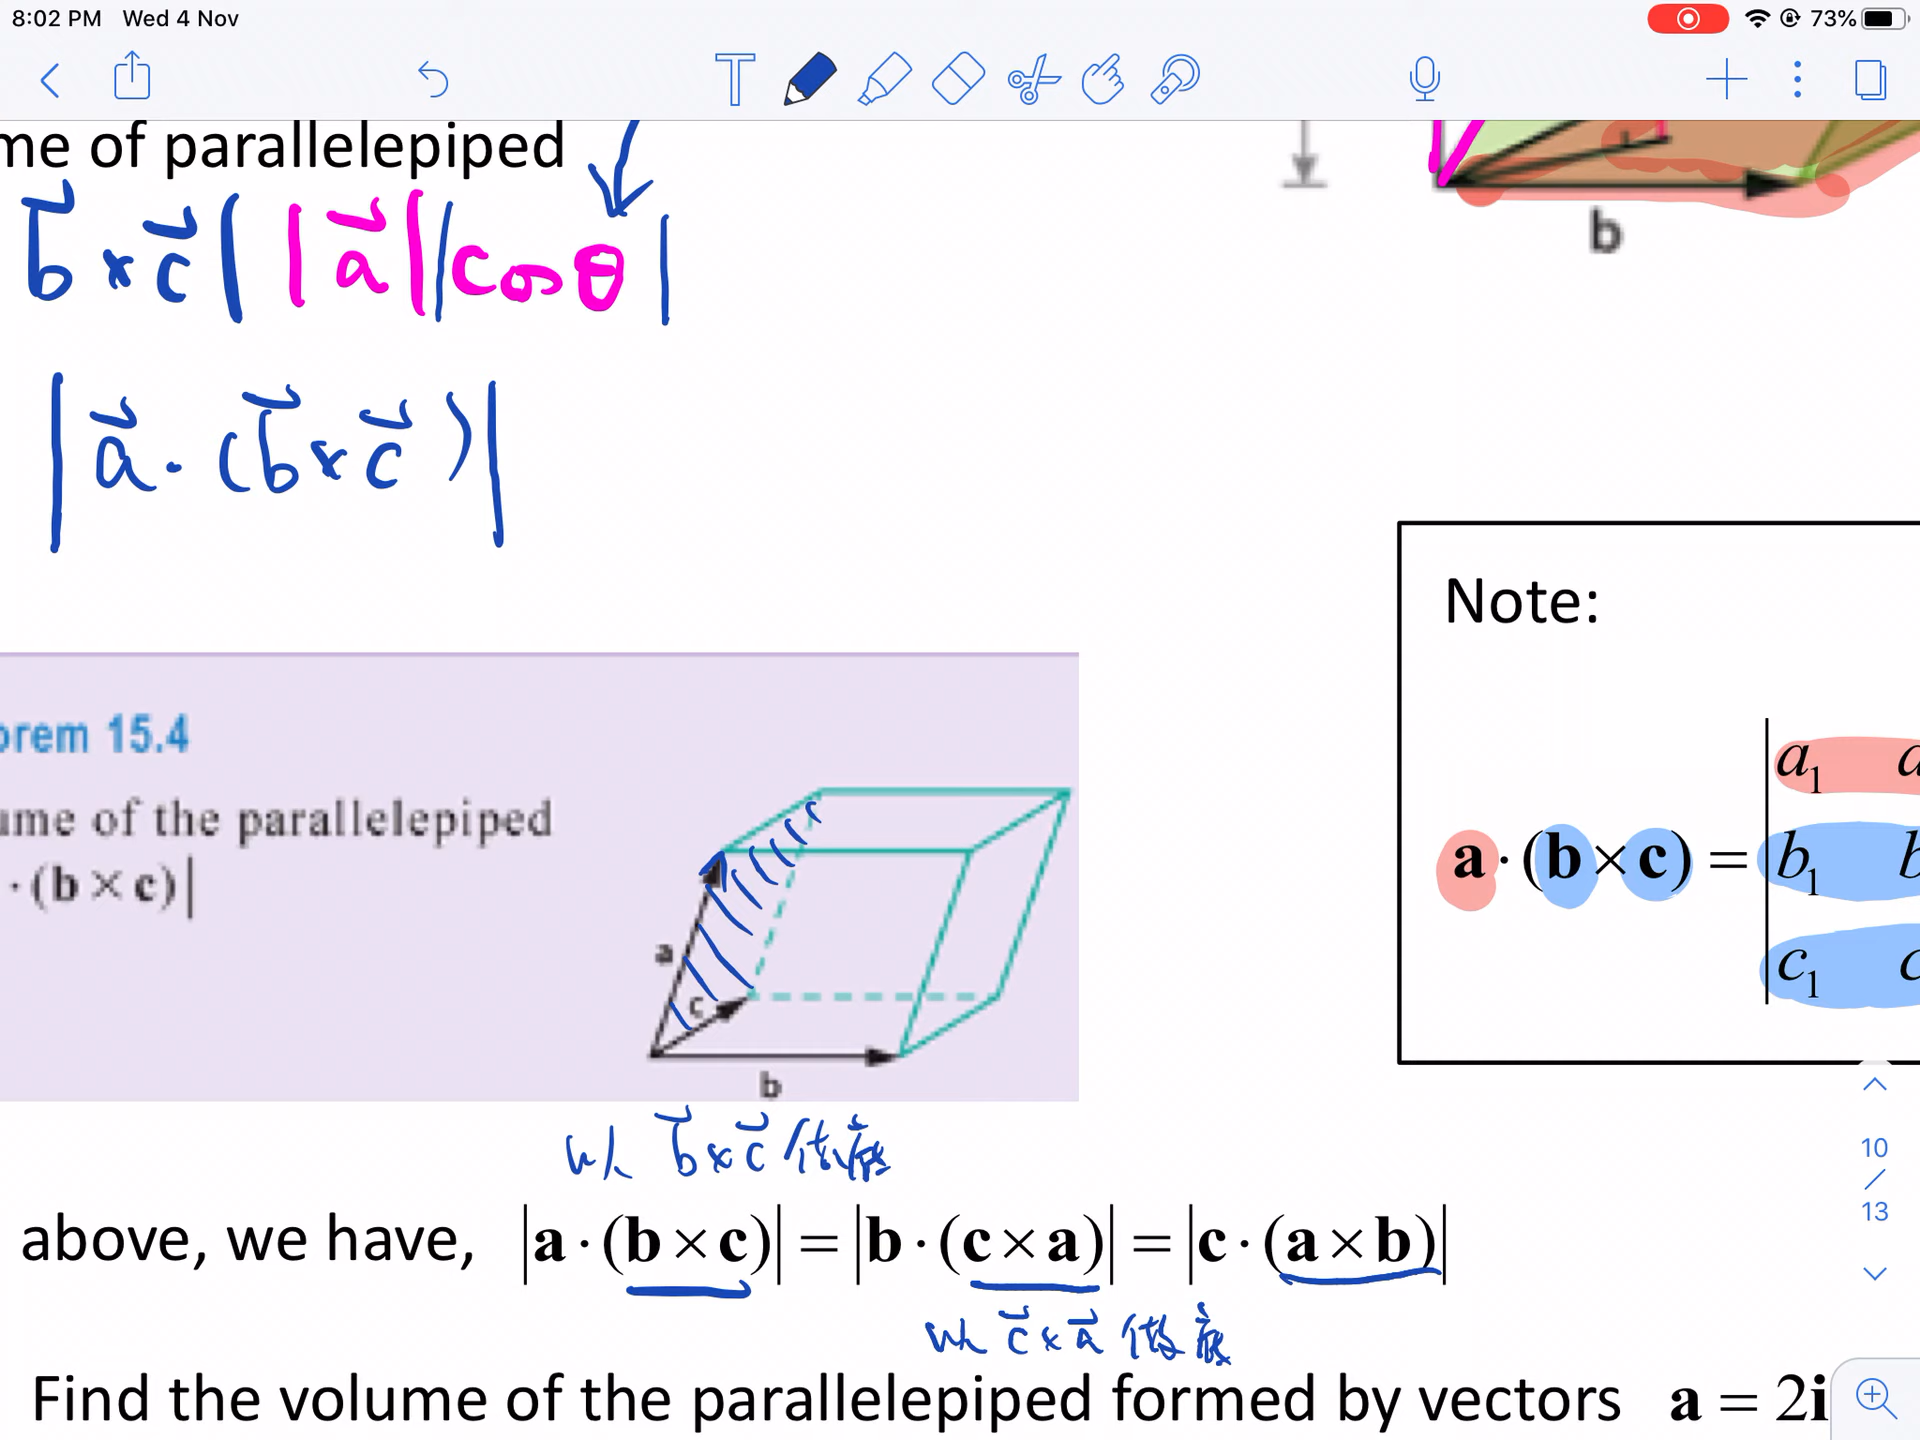 8:02 PM Wed 4 Nov
73%
me of parallelepiped
b⃗ × c⃗| |a⃗||cos θ|
b
|a⃗ · (b⃗ × c⃗)|
Note:
orem 15.4
ume of the parallelepiped
· (b × c)|
a
c
b
a · (b × c) = | a₁
b₁ b
c₁
以 b⃗ × c⃗ 做底
above, we have, |a · (b × c)| = |b · (c × a)| = |c · (a × b)|
以 c⃗ × a⃗ 做底
Find the volume of the parallelepiped formed by vectors a = 2i
10
/
13